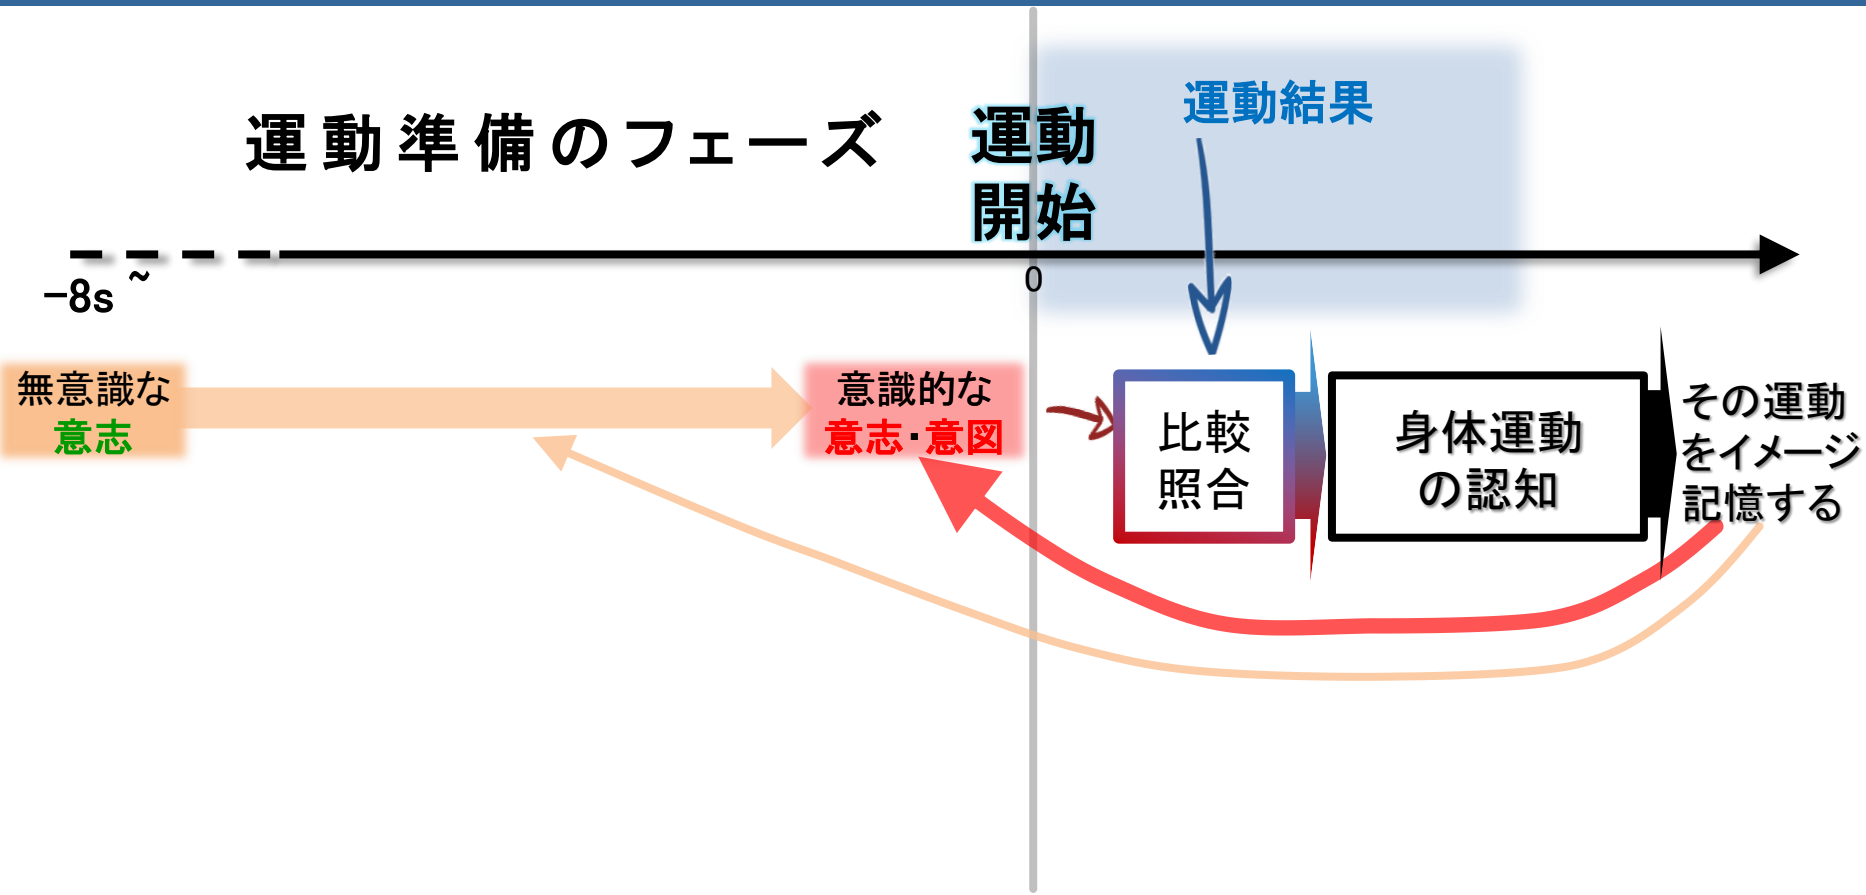 運動準備のフェーズ
運動
開始
運動結果
−8s ~
0
無意識な
意志
意識的な
意志・意図
比較
照合
身体運動
の認知
その運動
をイメージ
記憶する